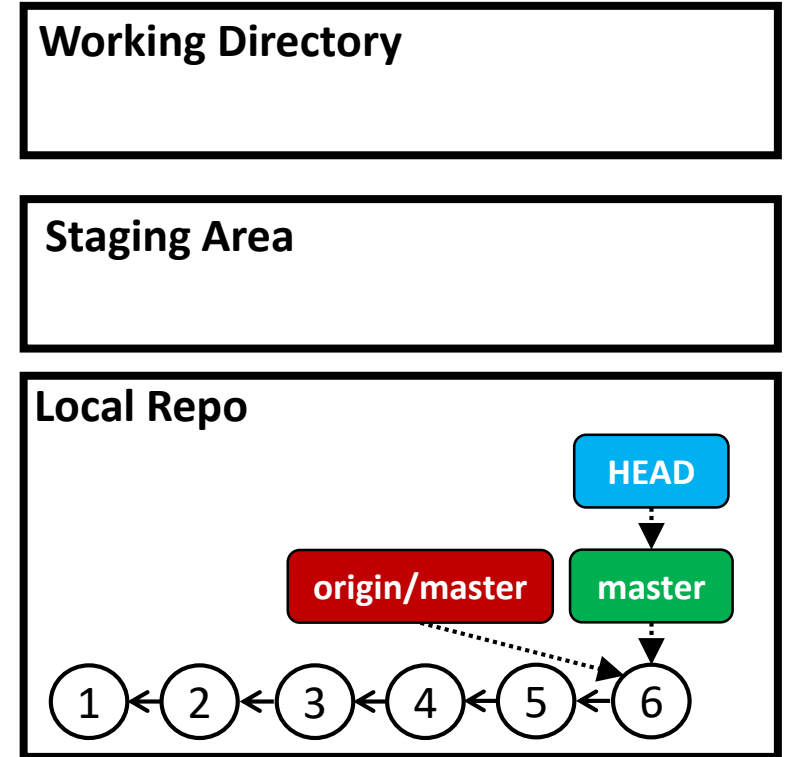 Working Directory
Staging Area
Local Repo
HEAD
origin/master master
1 2 3 4 5 6